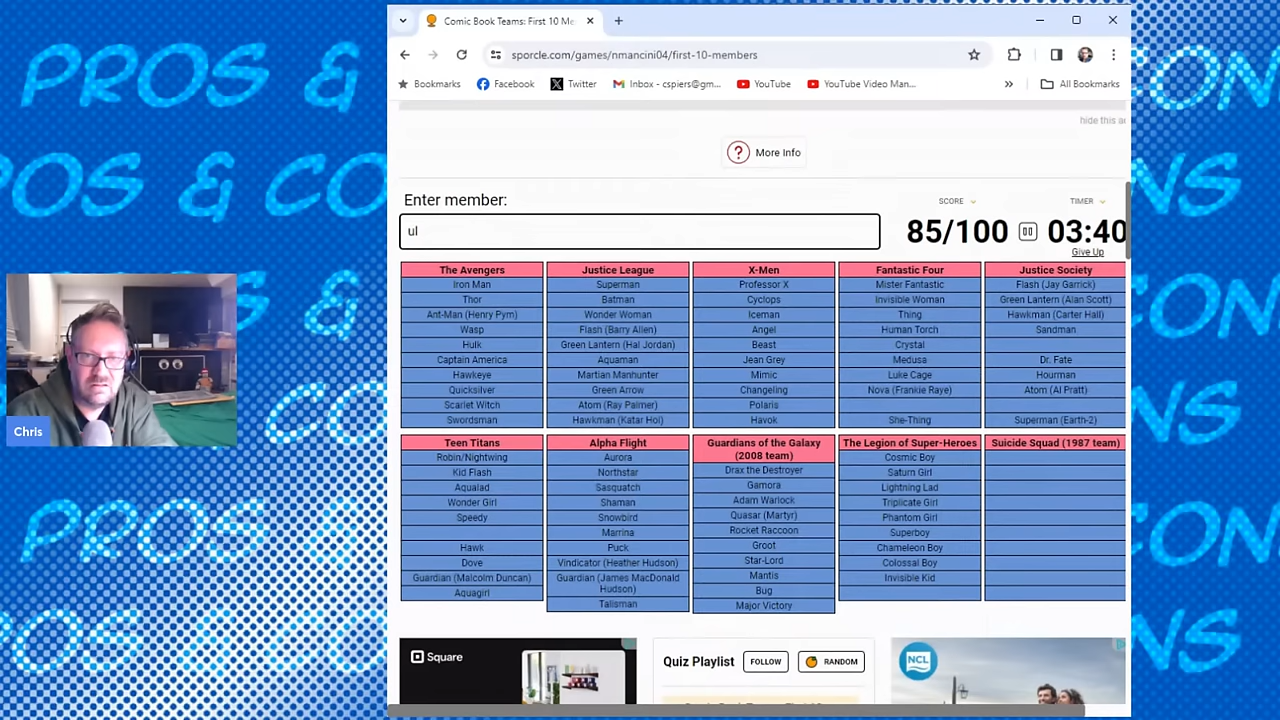 PROS &
PROS & CO
CON
NS
Chris
Comic Book Teams: First 10 Me
sporcle.com/games/nmancini04/first-10-members
Bookmarks
Facebook
Twitter
Inbox - cspiers@gm...
YouTube
YouTube Video Man...
»
All Bookmarks
hide this a
? More Info
Enter member:
SCORE
TIMER
ul
85/100
03:40
Give Up
The Avengers
Iron Man
Thor
Ant-Man (Henry Pym)
Wasp
Hulk
Captain America
Hawkeye
Quicksilver
Scarlet Witch
Swordsman
Justice League
Superman
Batman
Wonder Woman
Flash (Barry Allen)
Green Lantern (Hal Jordan)
Aquaman
Martian Manhunter
Green Arrow
Atom (Ray Palmer)
Hawkman (Katar Hol)
X-Men
Professor X
Cyclops
Iceman
Angel
Beast
Jean Grey
Mimic
Changeling
Polaris
Havok
Fantastic Four
Mister Fantastic
Invisible Woman
Thing
Human Torch
Crystal
Medusa
Luke Cage
Nova (Frankie Raye)
She-Thing
Justice Society
Flash (Jay Garrick)
Green Lantern (Alan Scott)
Hawkman (Carter Hall)
Sandman
Dr. Fate
Hourman
Atom (Al Pratt)
Superman (Earth-2)
Teen Titans
Robin/Nightwing
Kid Flash
Aqualad
Wonder Girl
Speedy
Hawk
Dove
Guardian (Malcolm Duncan)
Aquagirl
Alpha Flight
Aurora
Northstar
Sasquatch
Shaman
Snowbird
Marrina
Puck
Vindicator (Heather Hudson)
Guardian (James MacDonald
Hudson)
Talisman
Guardians of the Galaxy
(2008 team)
Drax the Destroyer
Gamora
Adam Warlock
Quasar (Martyr)
Rocket Raccoon
Groot
Star-Lord
Mantis
Bug
Major Victory
The Legion of Super-Heroes
Cosmic Boy
Saturn Girl
Lightning Lad
Triplicate Girl
Phantom Girl
Superboy
Chameleon Boy
Colossal Boy
Invisible Kid
Suicide Squad (1987 team)
Square
Quiz Playlist
FOLLOW
RANDOM
NCL